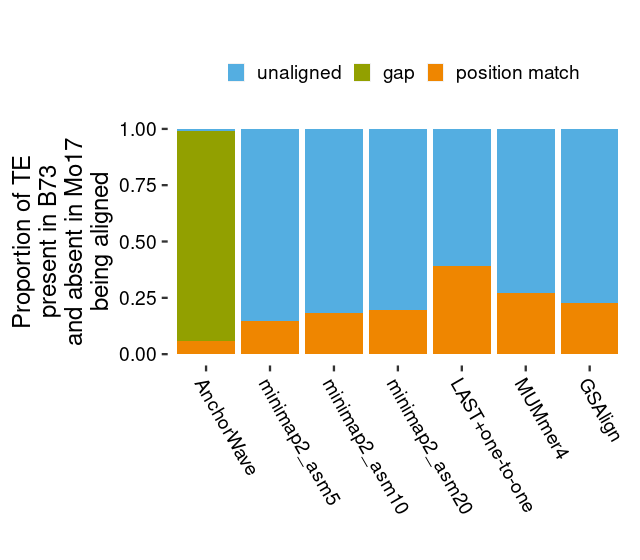 unaligned gap position match
Proportion of TE
present in B73
and absent in Mo17
being aligned
1.00
0.75
0.50
0.25
0.00
AnchorWave
minimap2_asm5
minimap2_asm10
minimap2_asm20
LAST+one-to-one
MUMmer4
GSAlign